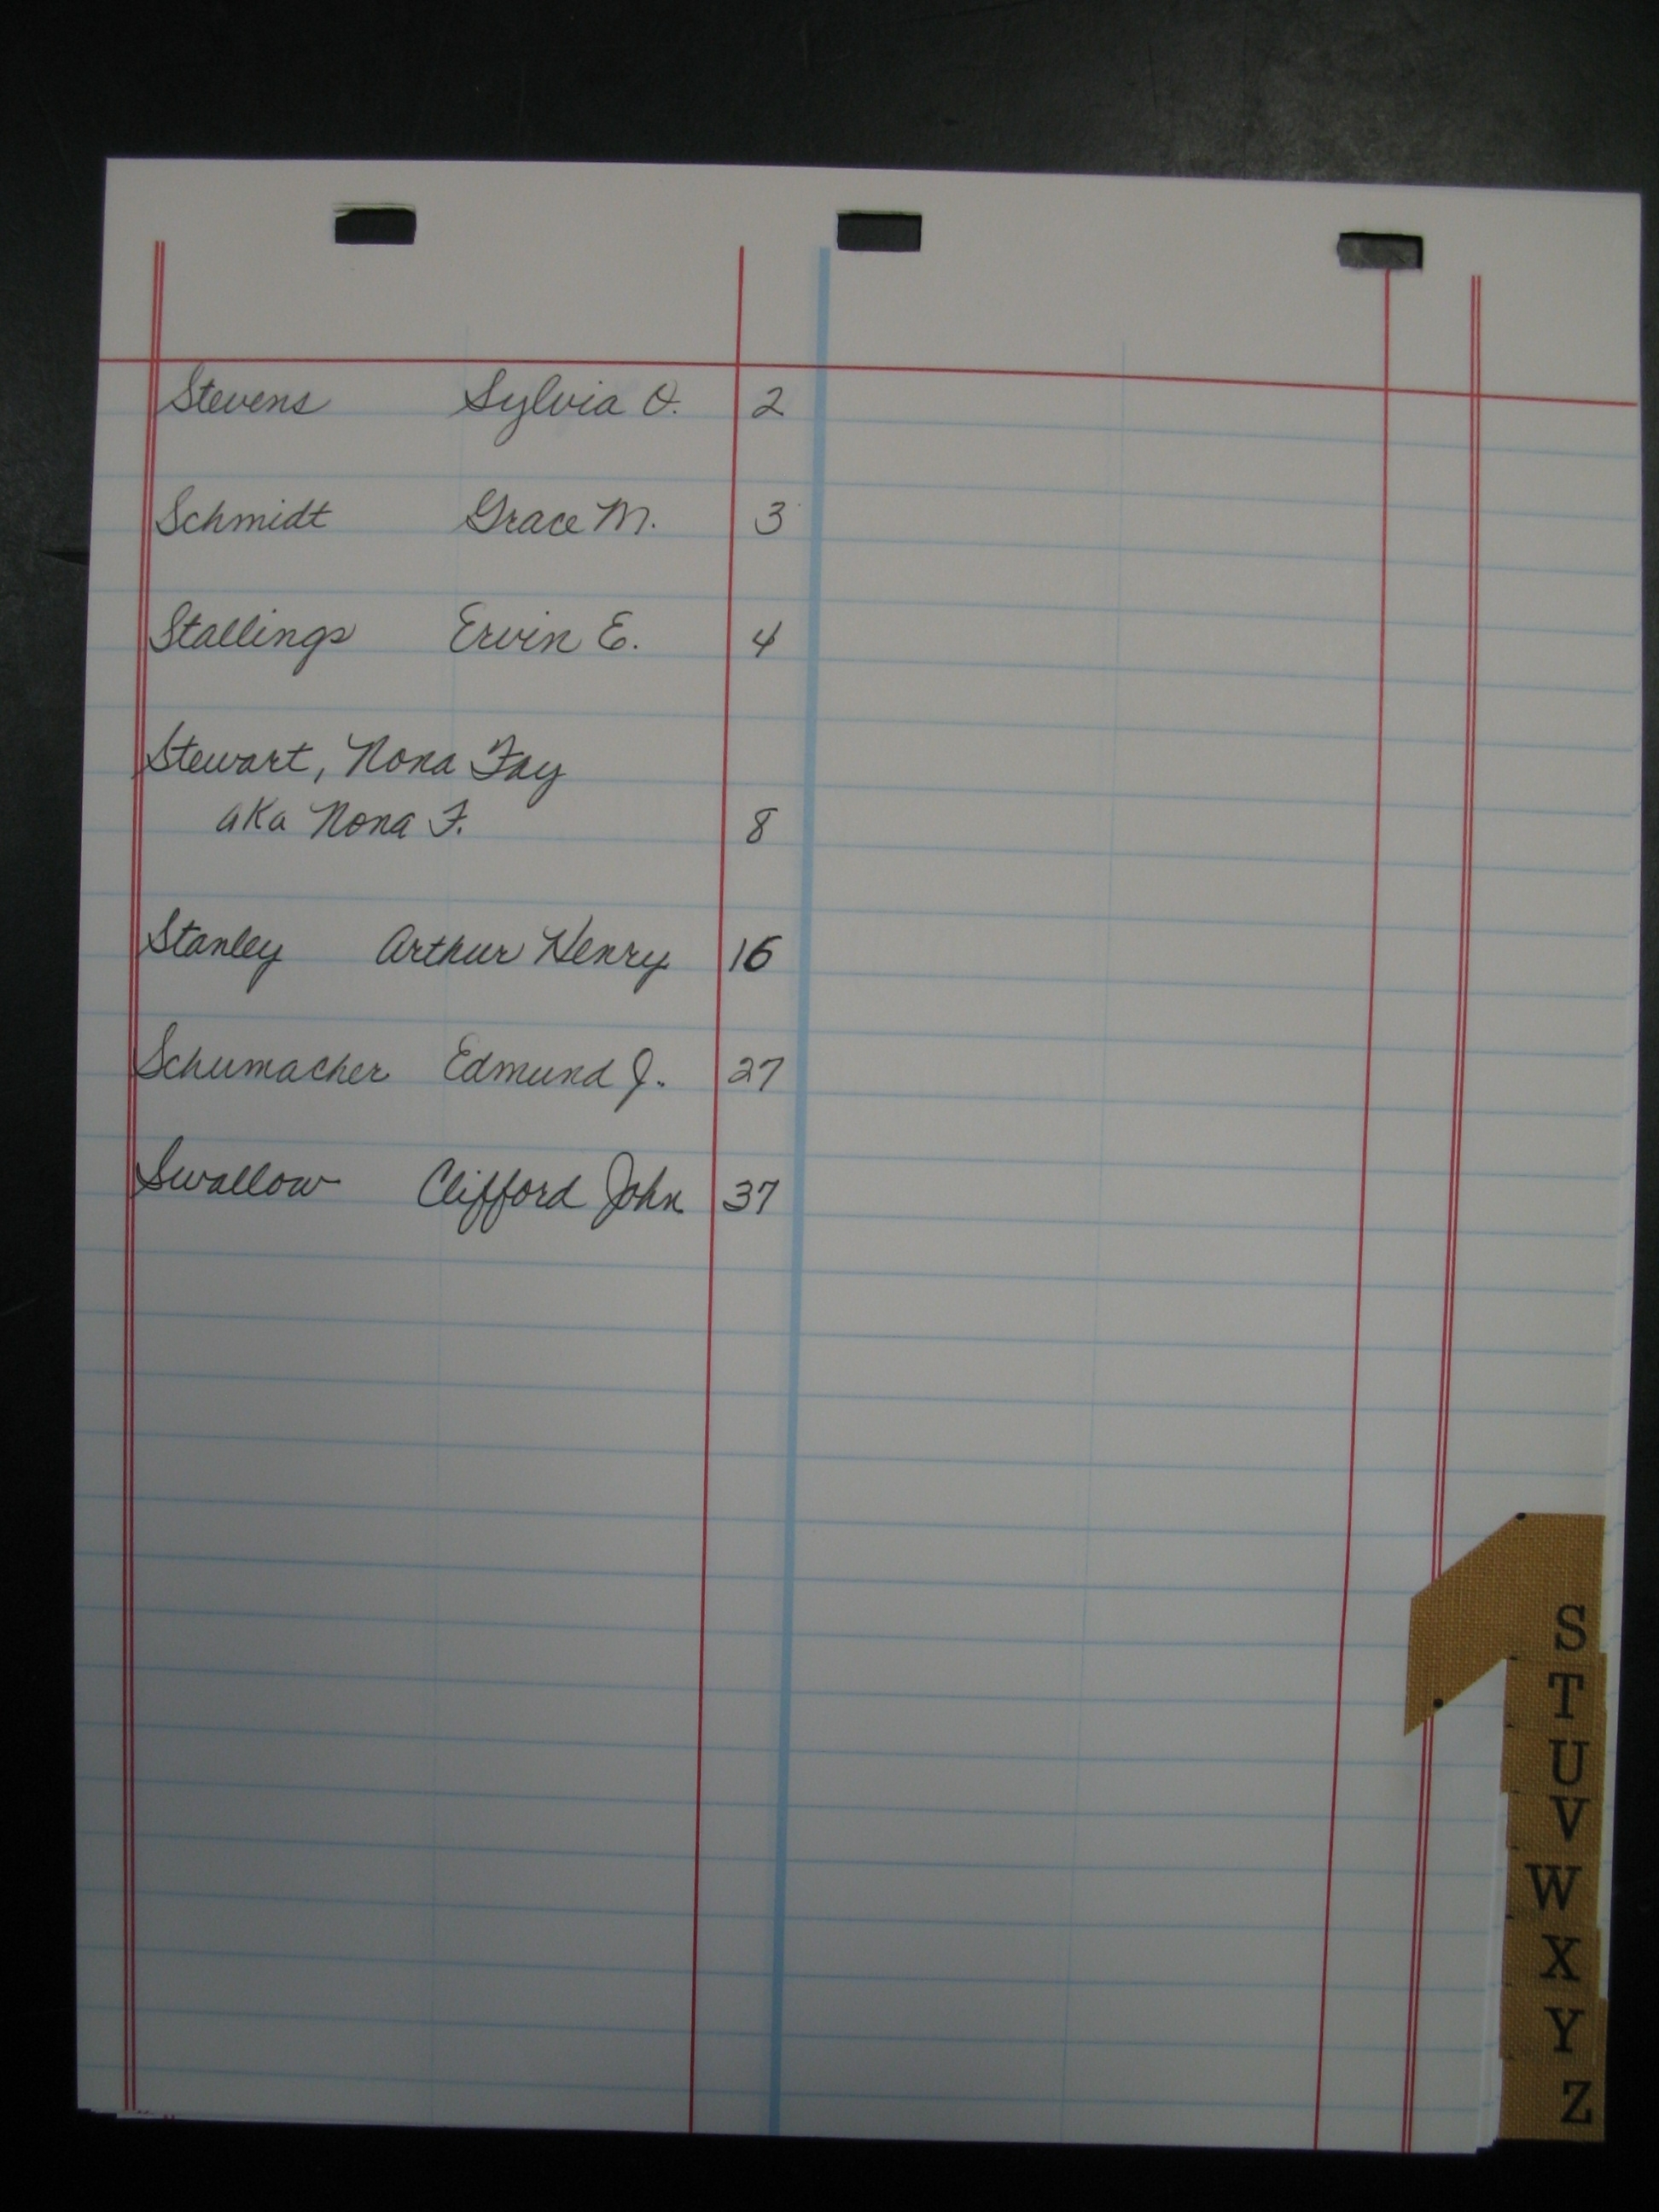 Stevens Sylvia O. 2
Schmidt Grace M. 3
Stallings Ervin E. 4
Stewart, Nona Fay
aka Nona F. 8
Stanley Arthur Henry 16
Schumacher Edmund J. 27
Swallow Clifford John 37
S
T
U
V
W
X
Y
Z